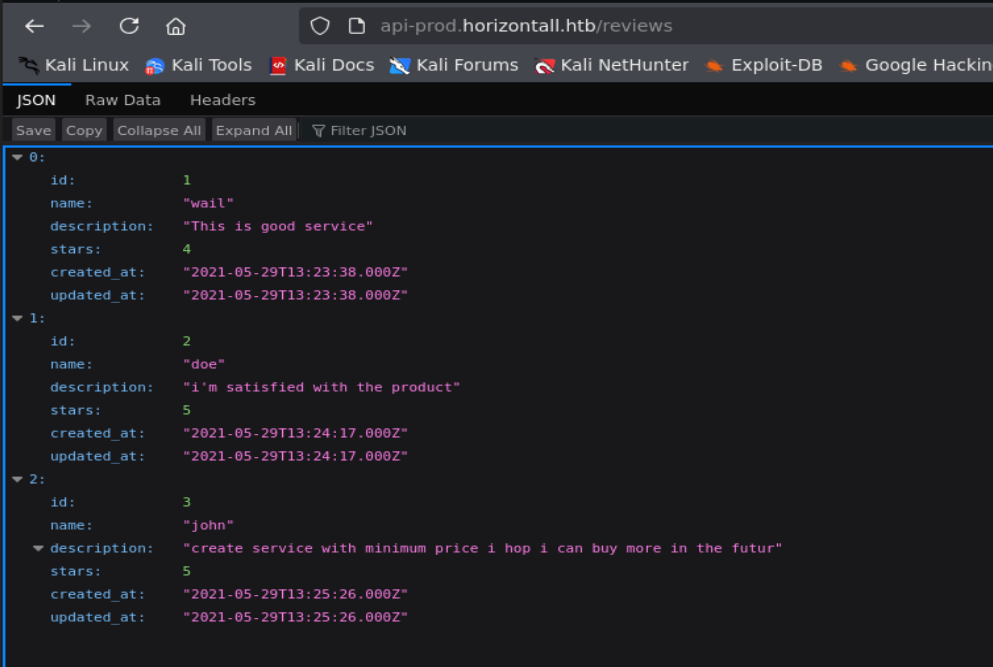 api-prod.horizontall.htb/reviews
Kali Linux Kali Tools Kali Docs Kali Forums Kali NetHunter Exploit-DB Google Hackin
JSON Raw Data Headers
Save Copy Collapse All Expand All Filter JSON
0:
id: 1
name: "wail"
description: "This is good service"
stars: 4
created_at: "2021-05-29T13:23:38.000Z"
updated_at: "2021-05-29T13:23:38.000Z"
1:
id: 2
name: "doe"
description: "i'm satisfied with the product"
stars: 5
created_at: "2021-05-29T13:24:17.000Z"
updated_at: "2021-05-29T13:24:17.000Z"
2:
id: 3
name: "john"
description: "create service with minimum price i hop i can buy more in the futur"
stars: 5
created_at: "2021-05-29T13:25:26.000Z"
updated_at: "2021-05-29T13:25:26.000Z"